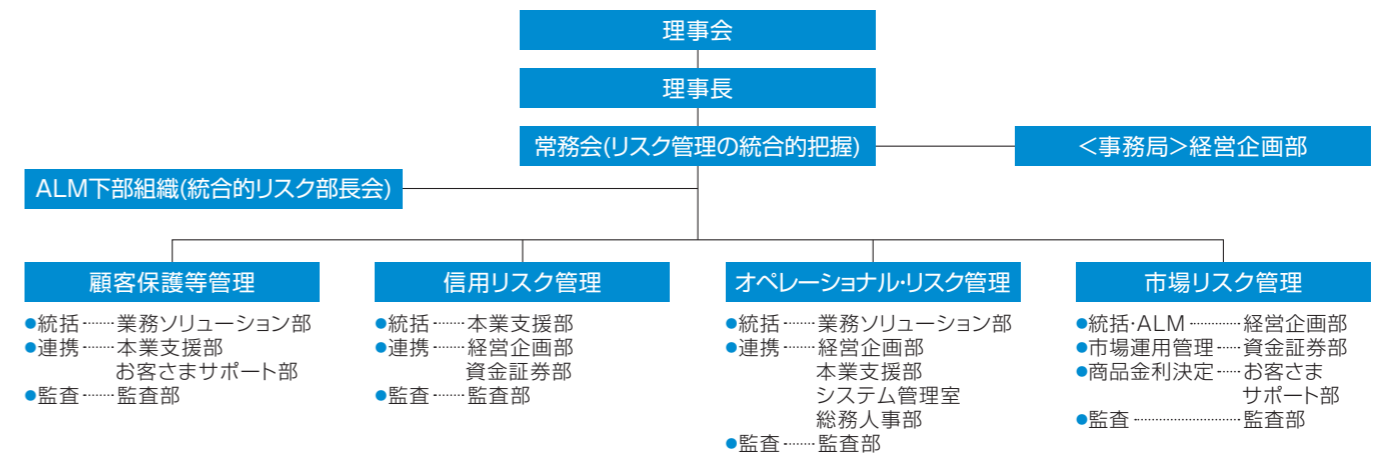 理事会
理事長
常務会(リスク管理の統合的把握)
＜事務局＞経営企画部
ALM下部組織(統合的リスク部長会)
顧客保護等管理
●統括……業務ソリューション部
●連携……本業支援部
お客さまサポート部
●監査……監査部
信用リスク管理
●統括……本業支援部
●連携……経営企画部
資金証券部
●監査……監査部
オペレーショナル・リスク管理
●統括……業務ソリューション部
●連携……経営企画部
本業支援部
システム管理室
総務人事部
●監査……監査部
市場リスク管理
●統括・ALM…………経営企画部
●市場運用管理……資金証券部
●商品金利決定……お客さま
サポート部
●監査…………………監査部